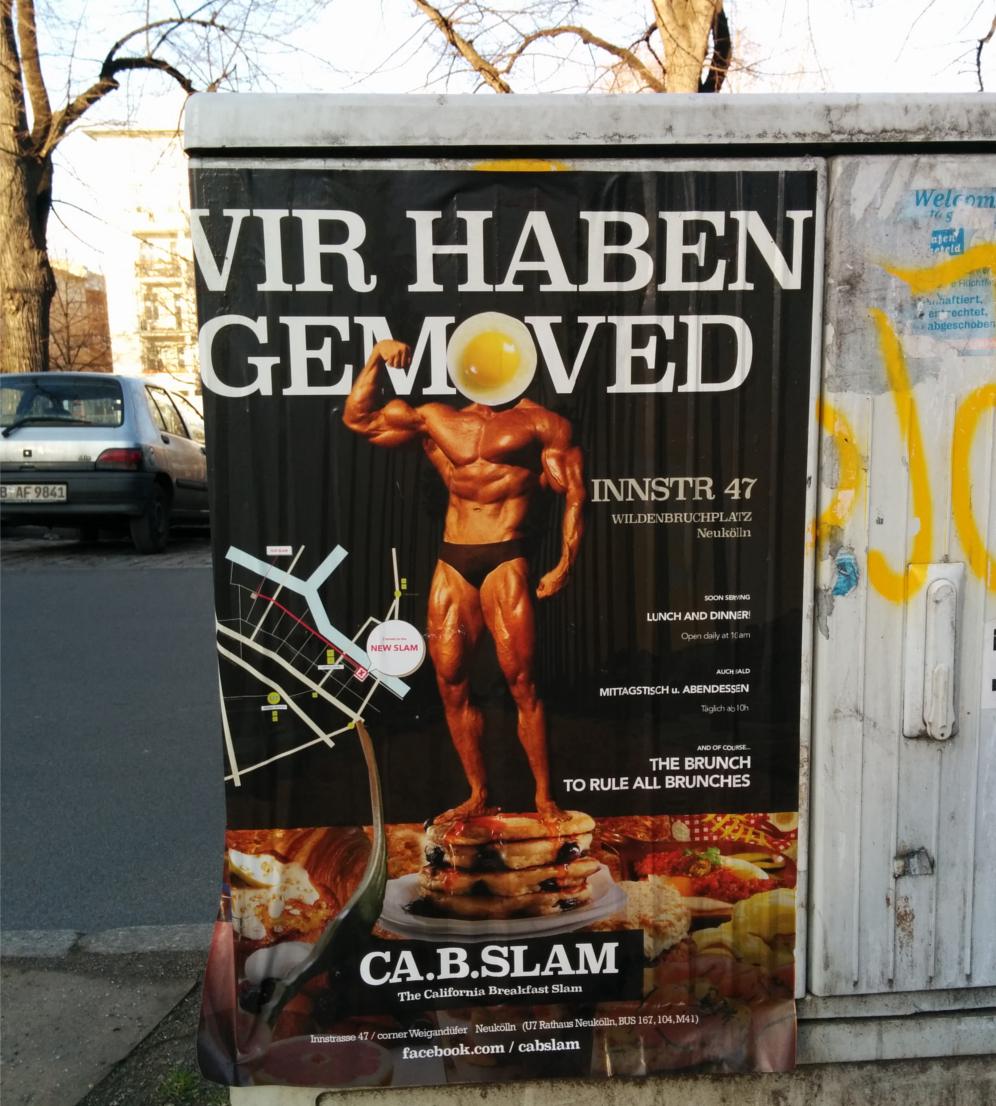 VIR HABEN
GEMOVED
INNSTR 47
WILDENBRUCHPLATZ
Neukölln
SOON SERVING
LUNCH AND DINNER!
Open daily at 10am
AUCH BALD
MITTAGSTISCH u. ABENDESSEN
Täglich ab 10h
AND OF COURSE...
THE BRUNCH
TO RULE ALL BRUNCHES
NEW SLAM
CA.B.SLAM
The California Breakfast Slam
Innstrasse 47 / corner Weigandüfer Neukölln (U7 Rathaus Neukölln, BUS 167, 104, M41)
facebook.com / cabslam
B AF 9841
Welcom